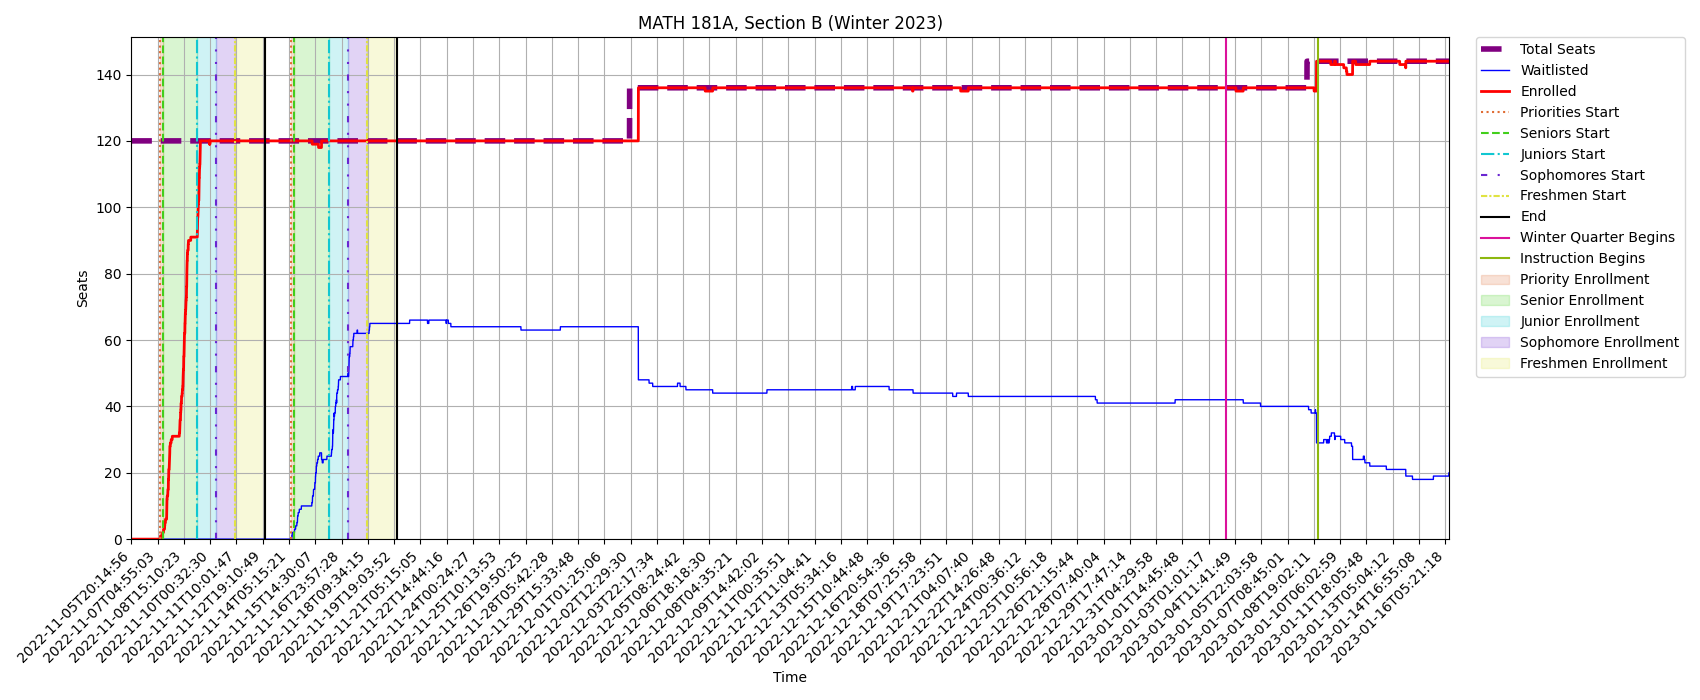 MATH 181A, Section B (Winter 2023)
Seats
140
120
100
80
60
40
20
0
2022-11-05T20:14:56
2022-11-07T04:55:03
2022-11-08T15:10:23
2022-11-10T00:32:30
2022-11-11T10:01:47
2022-11-12T19:10:49
2022-11-14T05:15:21
2022-11-15T14:30:07
2022-11-16T23:57:28
2022-11-18T09:34:15
2022-11-19T19:03:52
2022-11-21T05:15:05
2022-11-22T14:44:16
2022-11-24T00:24:27
2022-11-25T10:13:53
2022-11-26T19:50:25
2022-11-28T05:42:28
2022-11-29T15:33:48
2022-12-01T01:25:06
2022-12-02T12:29:30
2022-12-03T22:17:34
2022-12-05T08:24:42
2022-12-06T18:18:30
2022-12-08T04:35:21
2022-12-09T14:42:02
2022-12-11T00:35:51
2022-12-12T11:04:41
2022-12-13T05:34:16
2022-12-15T10:44:48
2022-12-16T20:54:36
2022-12-18T07:25:58
2022-12-19T17:23:51
2022-12-21T04:07:40
2022-12-22T14:26:48
2022-12-24T00:36:12
2022-12-25T10:56:18
2022-12-26T21:15:44
2022-12-28T07:40:04
2022-12-29T17:47:14
2022-12-31T04:29:58
2023-01-01T14:45:48
2023-01-03T01:01:17
2023-01-04T11:41:49
2023-01-05T22:03:58
2023-01-07T08:45:01
2023-01-08T19:02:11
2023-01-10T06:02:59
2023-01-11T18:05:48
2023-01-13T05:04:12
2023-01-14T16:55:08
2023-01-16T05:21:18
Time
Total Seats
Waitlisted
Enrolled
Priorities Start
Seniors Start
Juniors Start
Sophomores Start
Freshmen Start
End
Winter Quarter Begins
Instruction Begins
Priority Enrollment
Senior Enrollment
Junior Enrollment
Sophomore Enrollment
Freshmen Enrollment